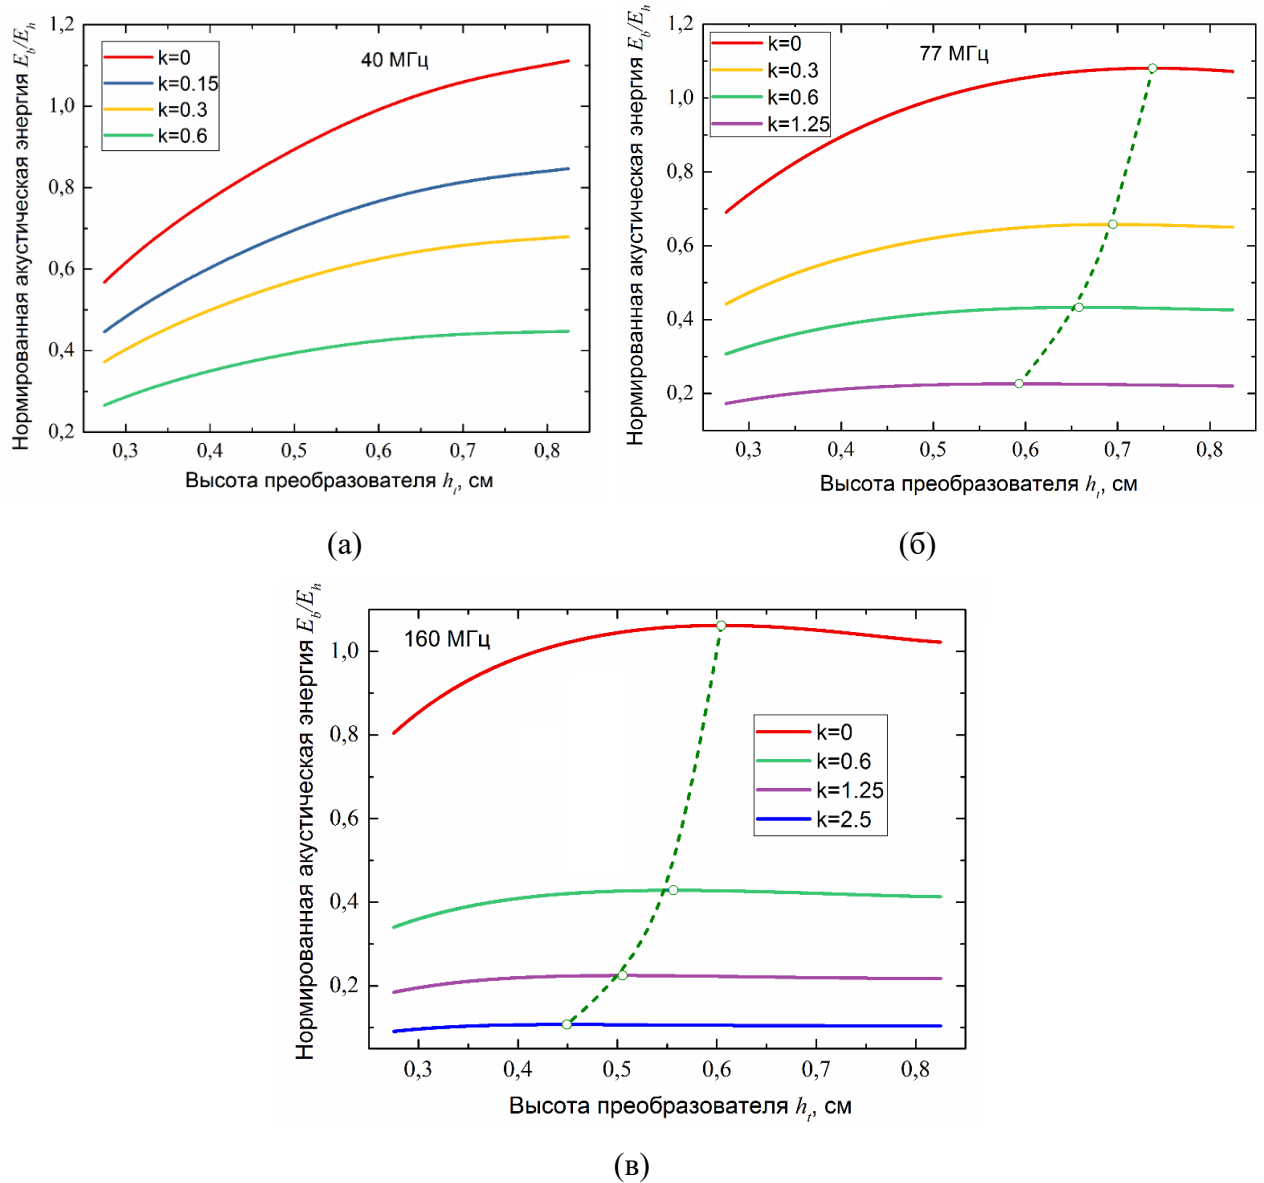 Нормированная акустическая энергия E_b/E_h
1,2
1,0
0,8
0,6
0,4
0,2
k=0
k=0.15
k=0.3
k=0.6
40 МГц
0,3 0,4 0,5 0,6 0,7 0,8
Высота преобразователя h_t, см
(а)
Нормированная акустическая энергия E_b/E_h
1,2
1,0
0,8
0,6
0,4
0,2
k=0
k=0.3
k=0.6
k=1.25
77 МГц
0,3 0,4 0,5 0,6 0,7 0,8
Высота преобразователя h_t, см
(б)
Нормированная акустическая энергия E_b/E_h
1,0
0,8
0,6
0,4
0,2
160 МГц
k=0
k=0.6
k=1.25
k=2.5
0,3 0,4 0,5 0,6 0,7 0,8
Высота преобразователя h_t, см
(в)